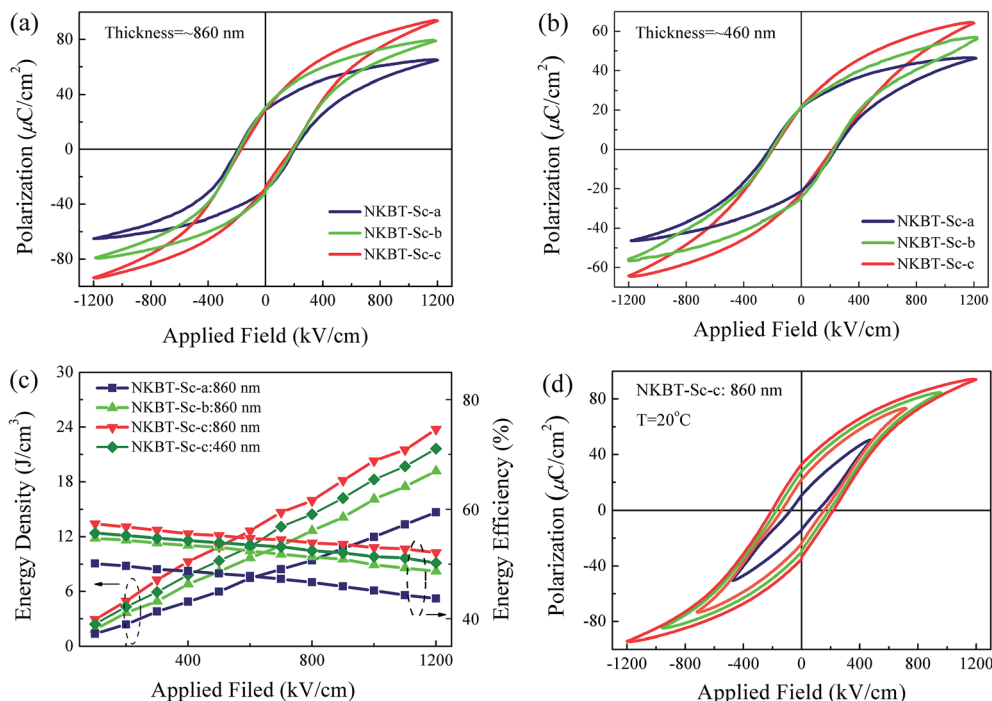 (a)
Thickness=~860 nm
Polarization (μC/cm²)
80
40
0
-40
-80
NKBT-Sc-a
NKBT-Sc-b
NKBT-Sc-c
-1200 -800 -400 0 400 800 1200
Applied Field (kV/cm)
(b)
Thickness=~460 nm
Polarization (μC/cm²)
60
40
20
0
-20
-40
-60
NKBT-Sc-a
NKBT-Sc-b
NKBT-Sc-c
-1200 -800 -400 0 400 800 1200
Applied Field (kV/cm)
(c)
Energy Density (J/cm³)
30
24
18
12
6
0
NKBT-Sc-a:860 nm
NKBT-Sc-b:860 nm
NKBT-Sc-c:860 nm
NKBT-Sc-c:460 nm
80
60
40
Energy Efficiency (%)
400 800 1200
Applied Filed (kV/cm)
(d)
NKBT-Sc-c: 860 nm
T=20°C
Polarization (μC/cm²)
80
40
0
-40
-80
-1200 -800 -400 0 400 800 1200
Applied Field (kV/cm)